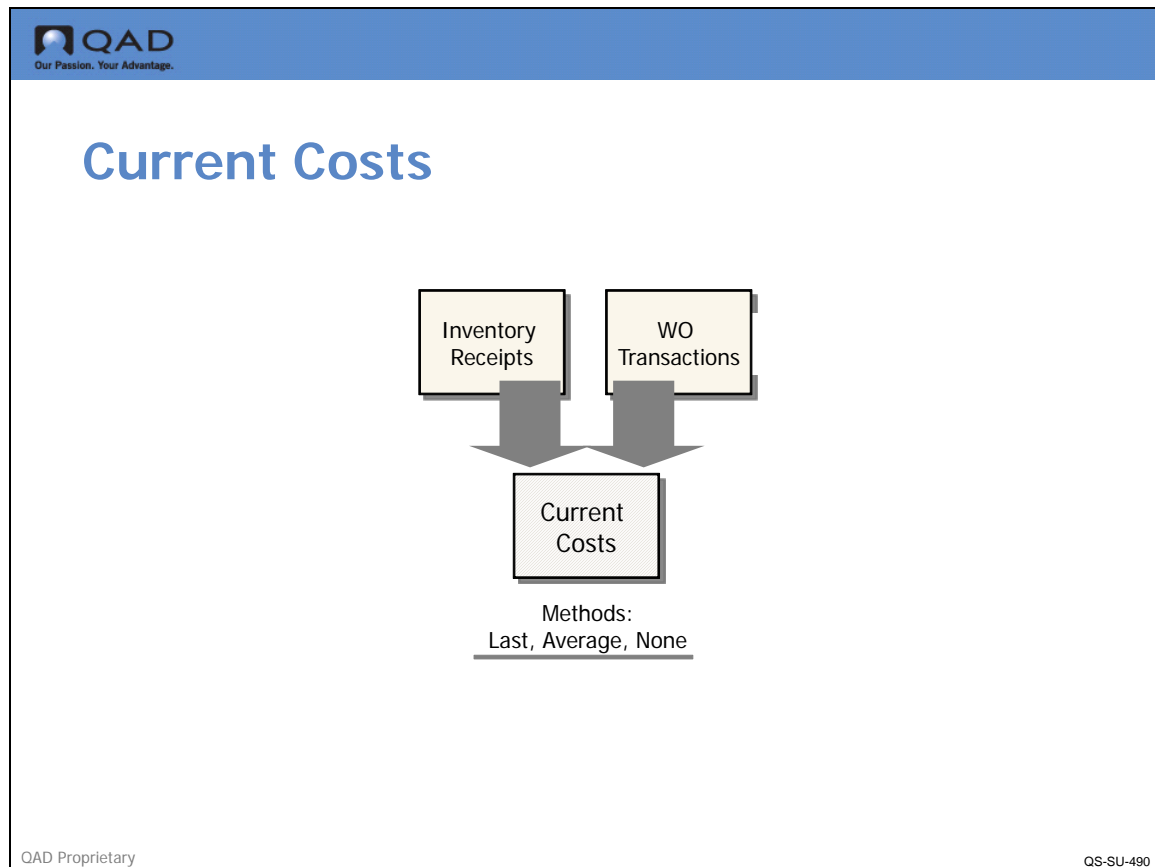 QAD
Our Passion. Your Advantage.
Current Costs
Inventory
Receipts
WO
Transactions
Current
Costs
Methods:
Last, Average, None
QAD Proprietary
QS-SU-490